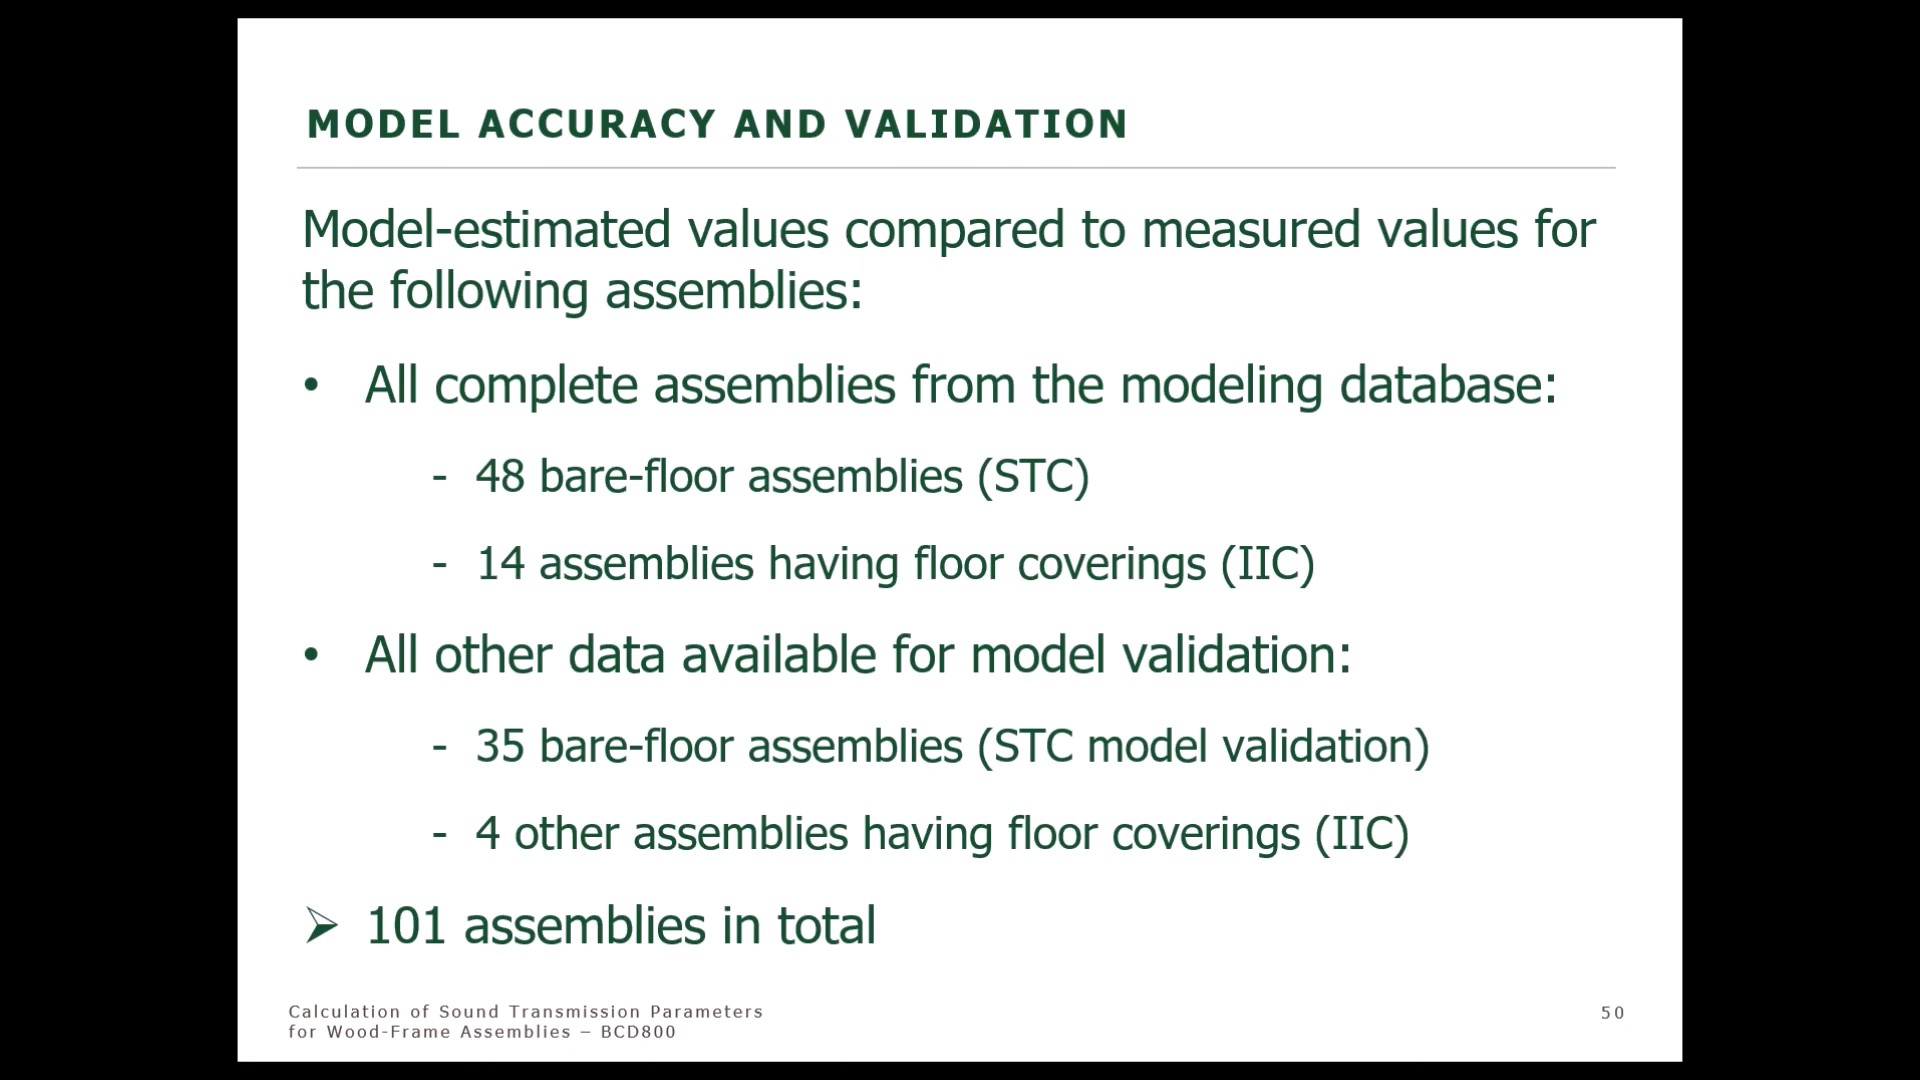 MODEL ACCURACY AND VALIDATION
Model-estimated values compared to measured values for
the following assemblies:
• All complete assemblies from the modeling database:
- 48 bare-floor assemblies (STC)
- 14 assemblies having floor coverings (IIC)
• All other data available for model validation:
- 35 bare-floor assemblies (STC model validation)
- 4 other assemblies having floor coverings (IIC)
➢ 101 assemblies in total
Calculation of Sound Transmission Parameters
for Wood-Frame Assemblies – BCD800
50